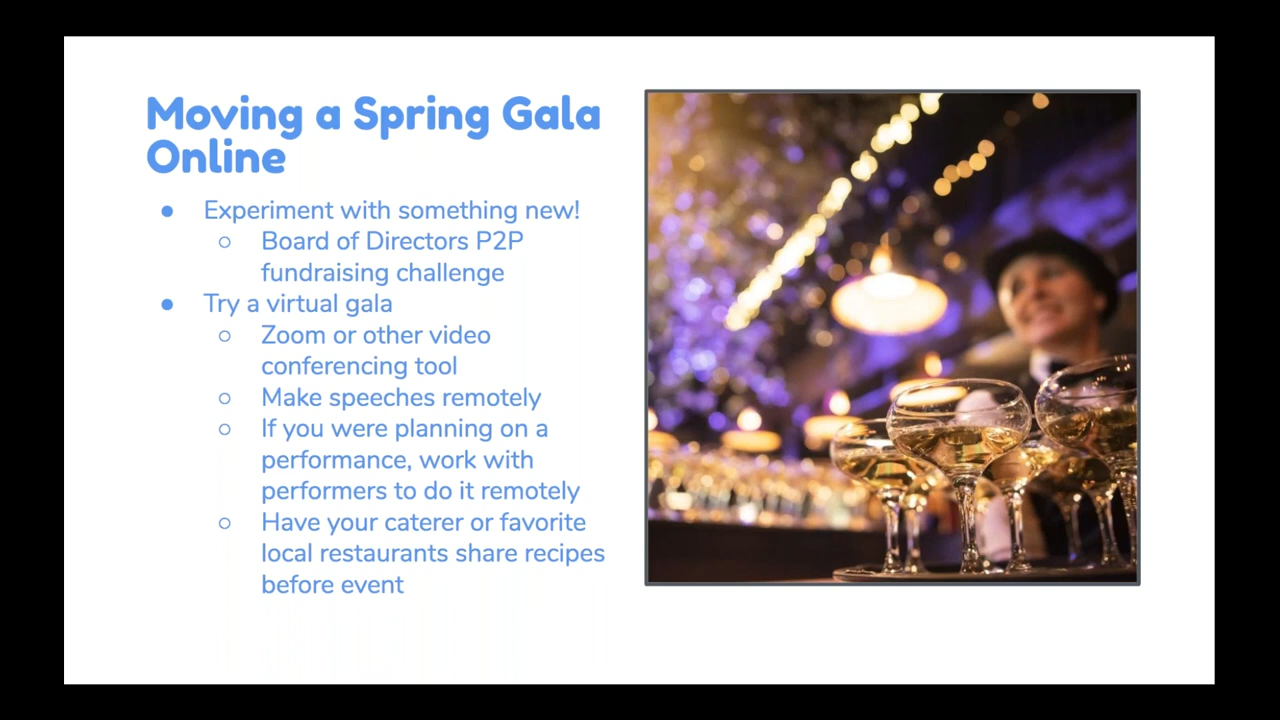 Moving a Spring Gala
Online
● Experiment with something new!
○ Board of Directors P2P
fundraising challenge
● Try a virtual gala
○ Zoom or other video
conferencing tool
○ Make speeches remotely
○ If you were planning on a
performance, work with
performers to do it remotely
○ Have your caterer or favorite
local restaurants share recipes
before event